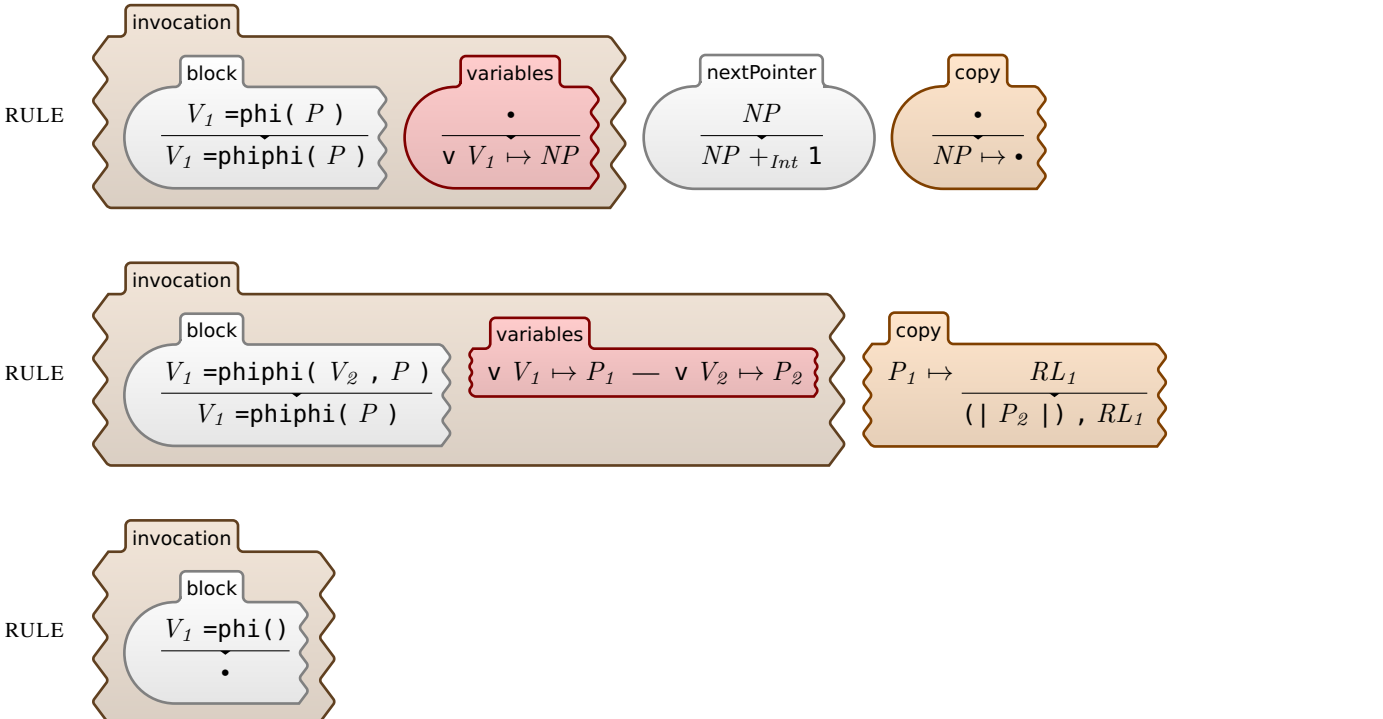 invocation
block variables nextPointer copy
RULE V₁ =phi( P ) • NP •
V₁ =phiphi( P ) v V₁ ↦ NP NP +Int 1 NP ↦ •
invocation
block variables copy
RULE V₁ =phiphi( V₂ , P ) v V₁ ↦ P₁ — v V₂ ↦ P₂ P₁ ↦ RL₁
V₁ =phiphi( P ) (| P₂ |) , RL₁
invocation
block
RULE V₁ =phi()
•